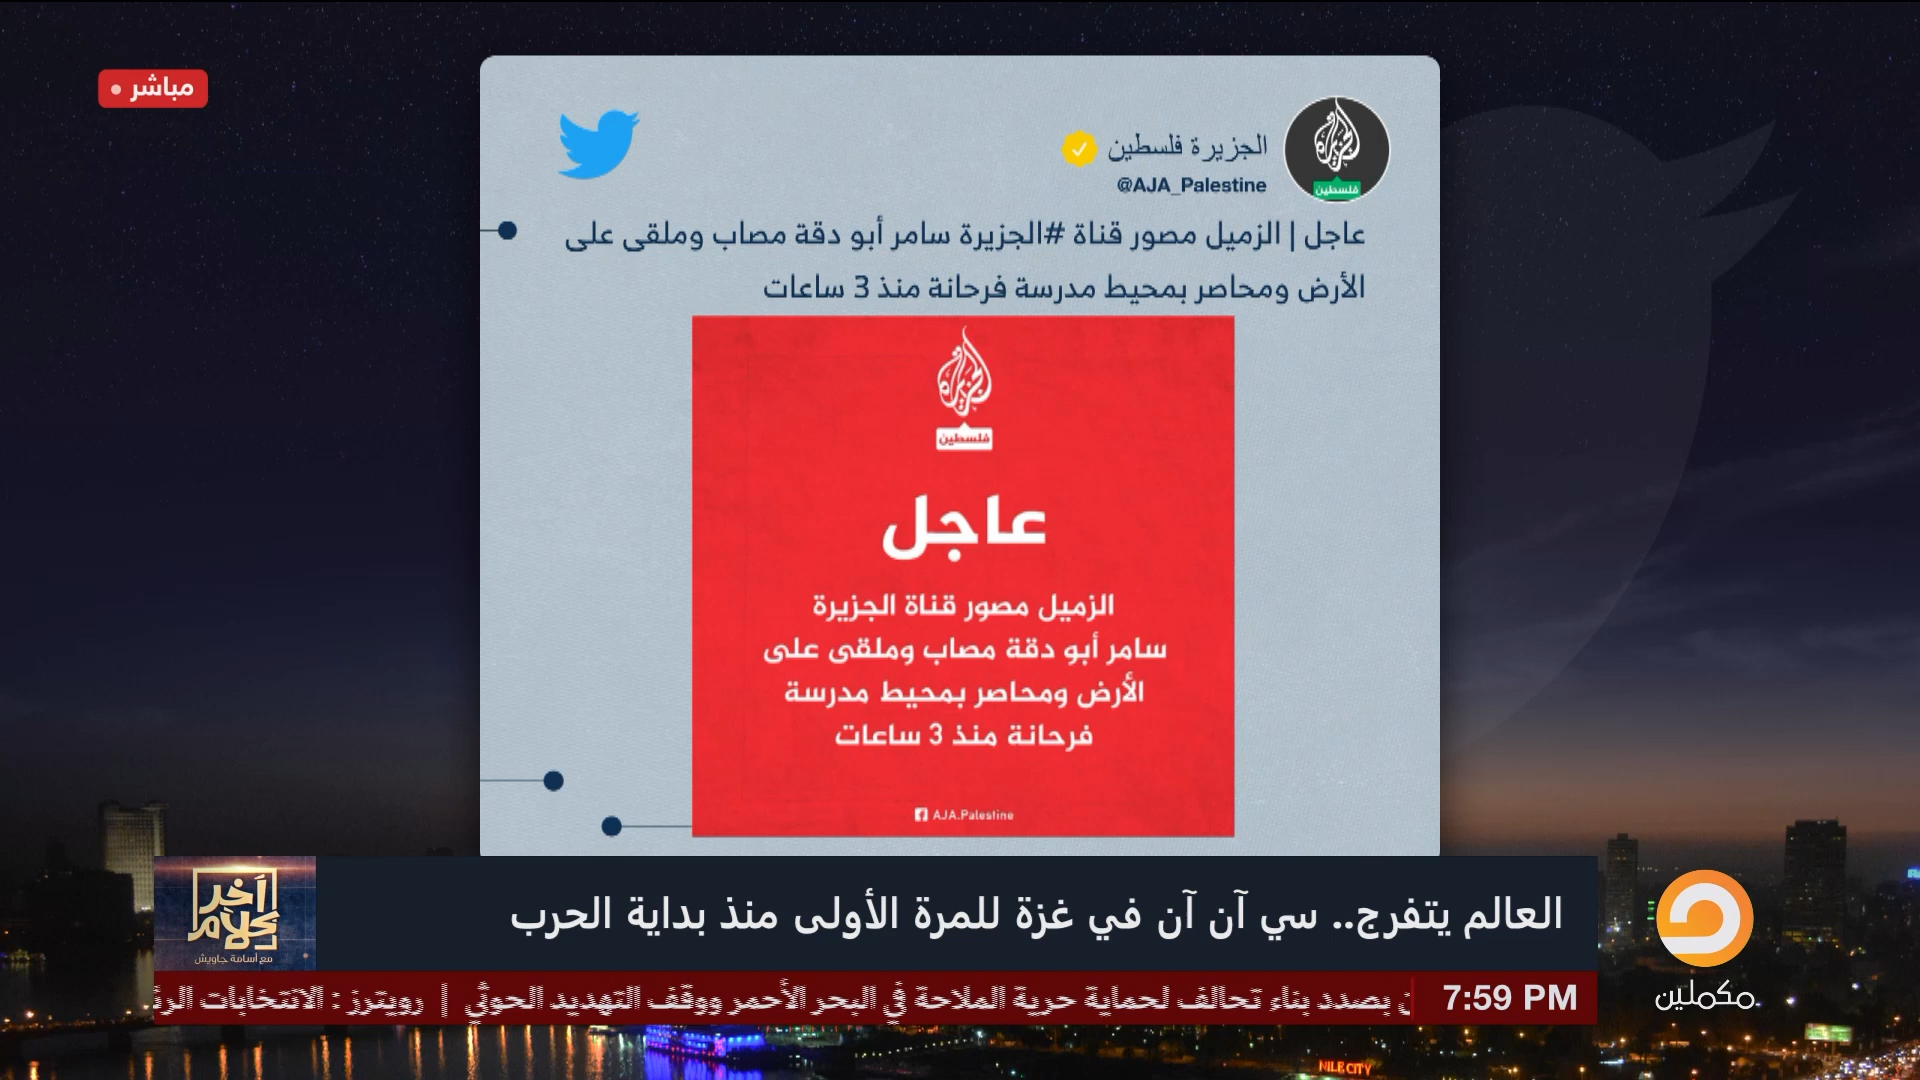 مباشر
الجزيرة فلسطين
@AJA_Palestine
فلسطين
عاجل | الزميل مصور قناة #الجزيرة سامر أبو دقة مصاب وملقى على
الأرض ومحاصر بمحيط مدرسة فرحانة منذ 3 ساعات
الجزيرة
فلسطين
عاجل
الزميل مصور قناة الجزيرة
سامر أبو دقة مصاب وملقى على
الأرض ومحاصر بمحيط مدرسة
فرحانة منذ 3 ساعات
AJA.Palestine
العالم يتفرج.. سي آن آن في غزة للمرة الأولى منذ بداية الحرب
آخر
كلام
مع أسامة جاويش
7:59 PM
بصدد بناء تحالف لحماية حرية الملاحة في البحر الأحمر ووقف التهديد الحوثي | رويترز : الانتخابات
مكملين
NILE CITY